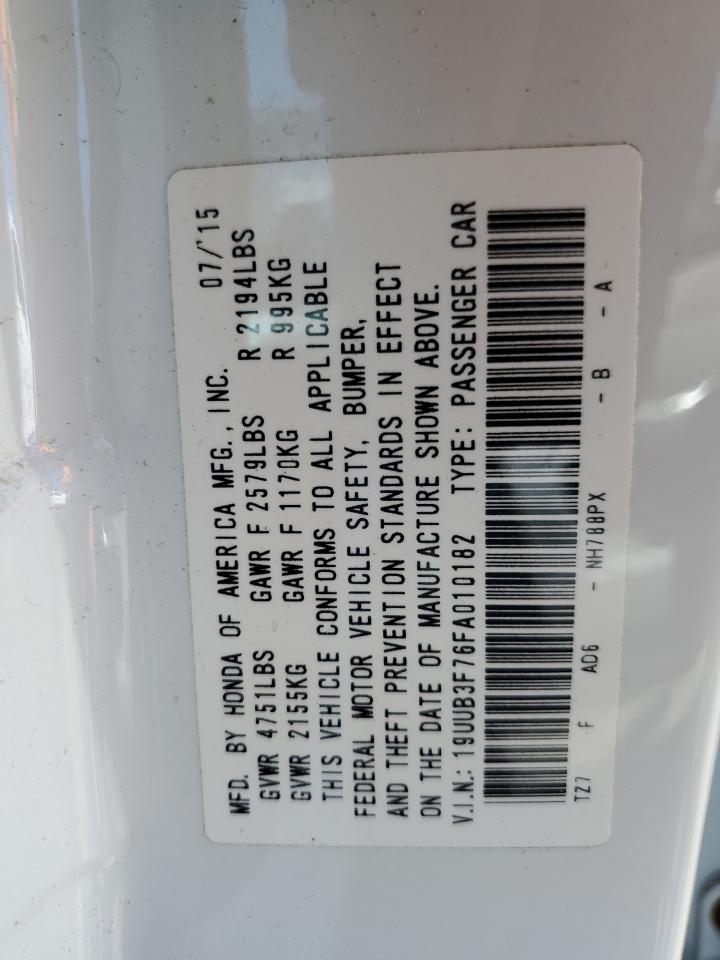 MFD. BY HONDA OF AMERICA MFG., INC. 07/'15
GVWR 4751LBS GAWR F 2579LBS R 2194LBS
GVWR 2155KG GAWR F 1170KG R 995KG
THIS VEHICLE CONFORMS TO ALL APPLICABLE
FEDERAL MOTOR VEHICLE SAFETY, BUMPER,
AND THEFT PREVENTION STANDARDS IN EFFECT
ON THE DATE OF MANUFACTURE SHOWN ABOVE.
V.I.N.: 19UUB3F76FA010182 TYPE: PASSENGER CAR
TZ7 F AD6 - NH788PX - B - A